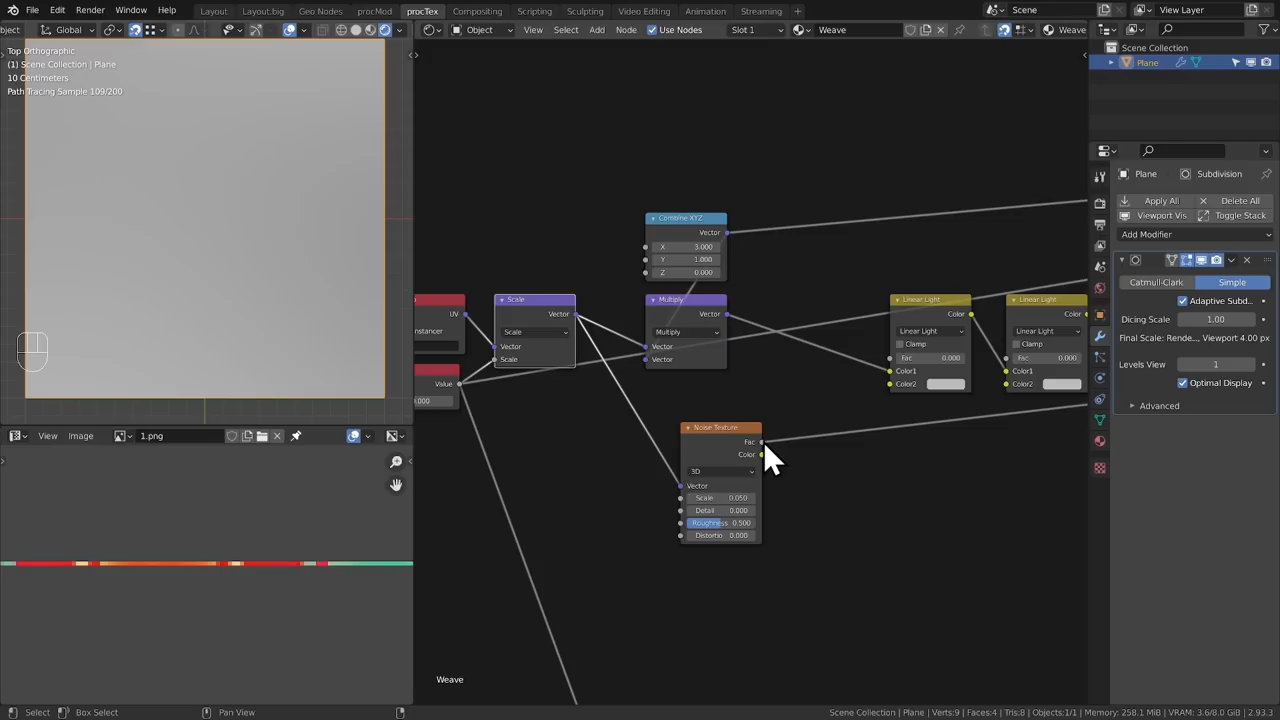 File Edit Render Window Help
Layout Layout.big GeoNodes procMod procTex Compositing Scripting Sculpting Video Editing Animation Streaming
Scene
View Layer
bject Global
Object View Select Add Node Use Nodes Slot 1 Weave
Weave
Top Orthographic
(1) Scene Collection | Plane
10 Centimeters
Path Tracing Sample 109/200
Scene Collection
Plane
Plane Subdivision
Apply All Delete All
Viewport Vis Toggle Stack
Add Modifier
Catmull-Clark Simple
Adaptive Subd...
Dicing Scale 1.00
Final Scale: Rende..., Viewport 4.00 px
Levels View 1
Optimal Display
Advanced
Combine XYZ
Vector
X 3.000
Y 1.000
Z 0.000
UV
nstancer
Value
.000
Scale
Vector
Scale
Vector
Scale
Multiply
Vector
Multiply
Vector
Vector
Linear Light
Color
Linear Light
Clamp
Fac 0.000
Color1
Color2
Linear Light
Color
Linear Light
Clamp
Fac 0.000
Color1
Color2
Noise Texture
Fac
Color
3D
Vector
Scale 0.050
Detail 0.000
Roughness 0.500
Distortio 0.000
View Image 1.png
Weave
Select Box Select Pan View
Scene Collection | Plane | Verts:9 | Faces:4 | Tris:8 | Objects:1/1 | Memory: 258.1 MiB | VRAM: 3.6/8.0 GiB | 2.93.3